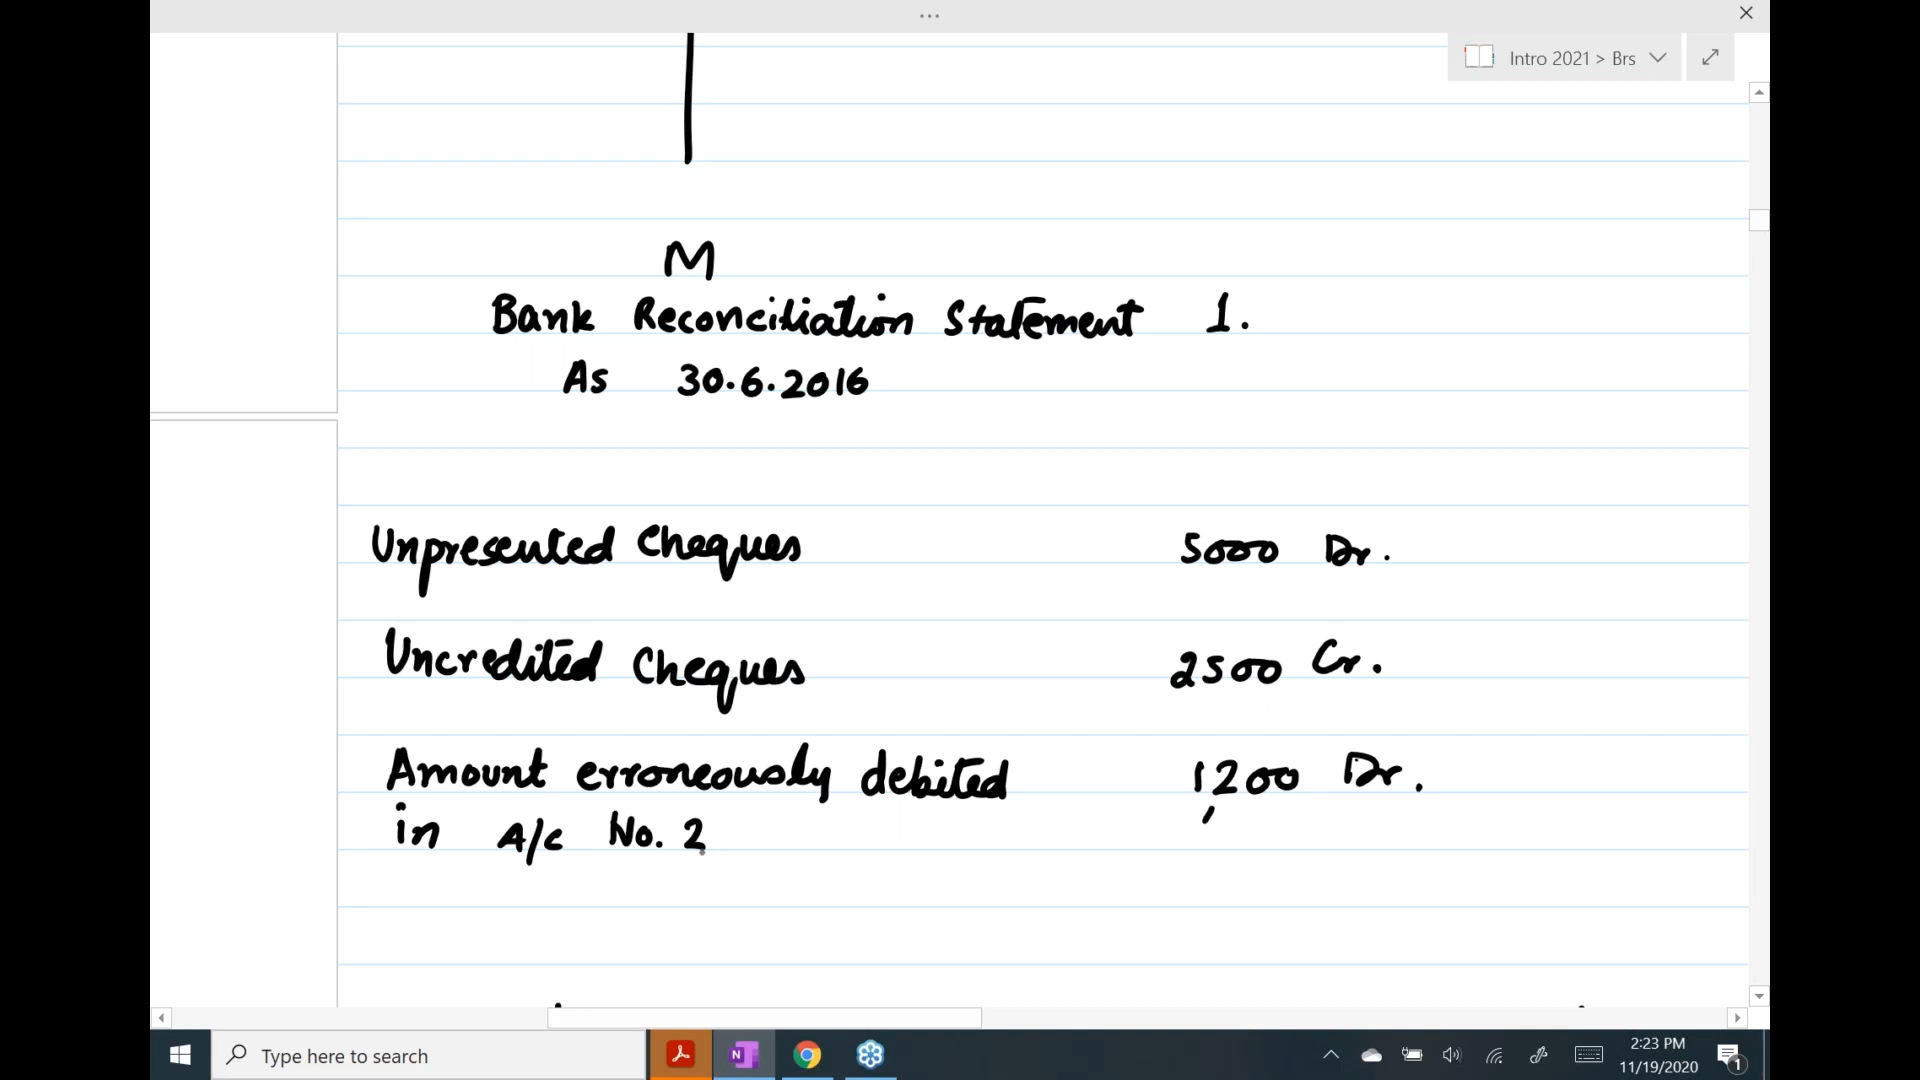 Intro 2021 > Brs
M
Bank Reconciliation Statement 1.
As 30.6.2016
Unpresented Cheques 5000 Dr.
Uncredited Cheques 2500 Cr.
Amount erroneously debited 1200 Dr.
in A/c No. 2
Type here to search
2:23 PM
11/19/2020
1